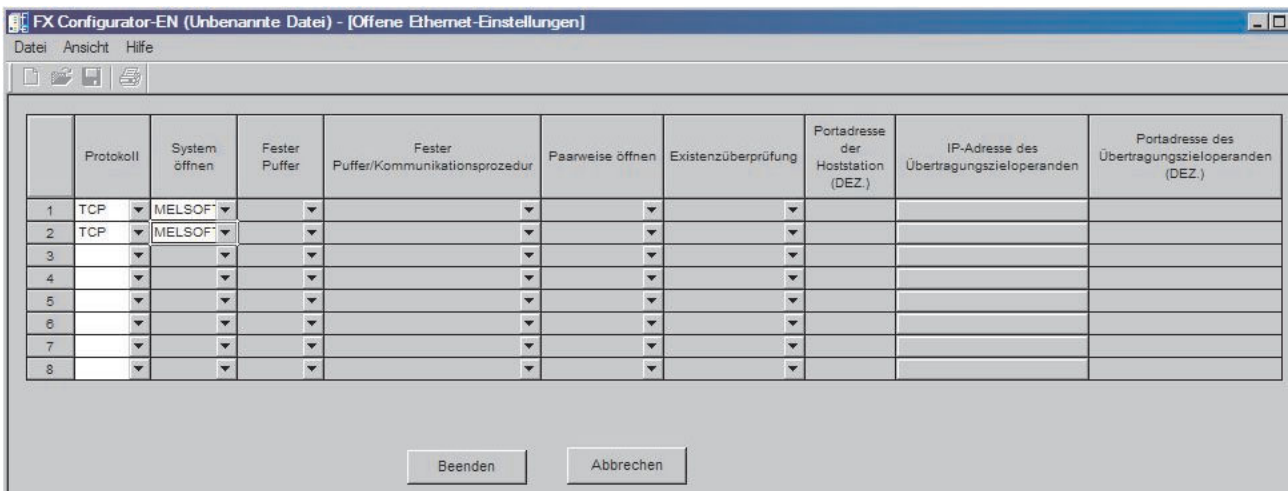 FX Configurator-EN (Unbenannte Datei) - [Offene Ethernet-Einstellungen]
Datei Ansicht Hilfe
Protokoll
System
öffnen
Fester
Puffer
Fester
Puffer/Kommunikationsprozedur
Paarweise öffnen
Existenzüberprüfung
Portadresse
der
Hoststation
(DEZ.)
IP-Adresse des
Übertragungszieloperanden
Portadresse des
Übertragungszieloperanden
(DEZ.)
1 TCP MELSOFT
2 TCP MELSOFT
3
4
5
6
7
8
Beenden Abbrechen